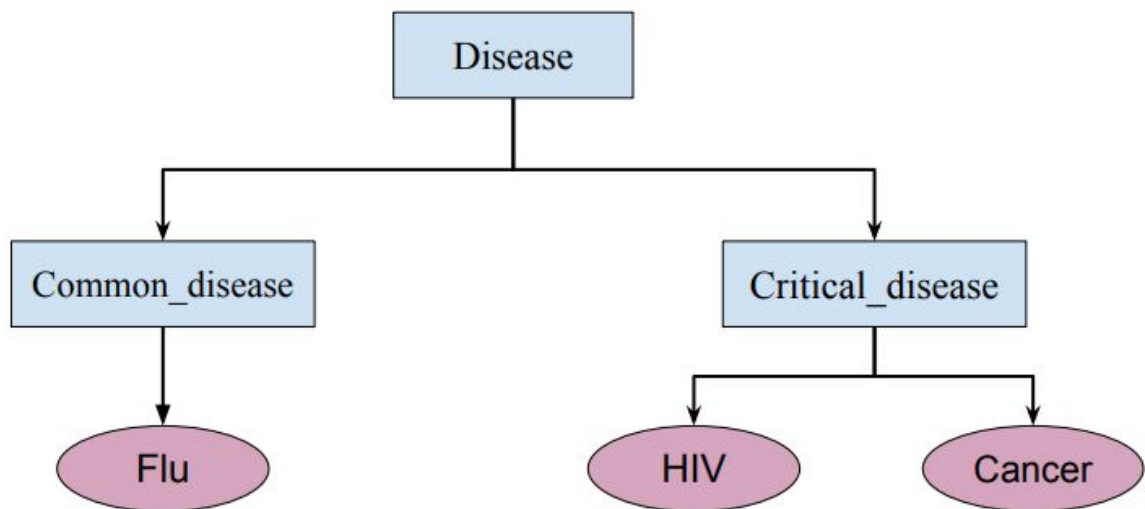 Disease
Common_disease
Critical_disease
Flu
HIV
Cancer